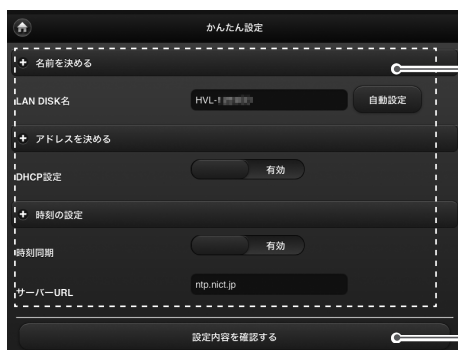 かんたん設定
名前を決める
LAN DISK名 HVL- 自動設定
アドレスを決める
DHCP設定 有効
時刻の設定
時刻同期 有効
サーバーURL ntp.nict.jp
設定内容を確認する